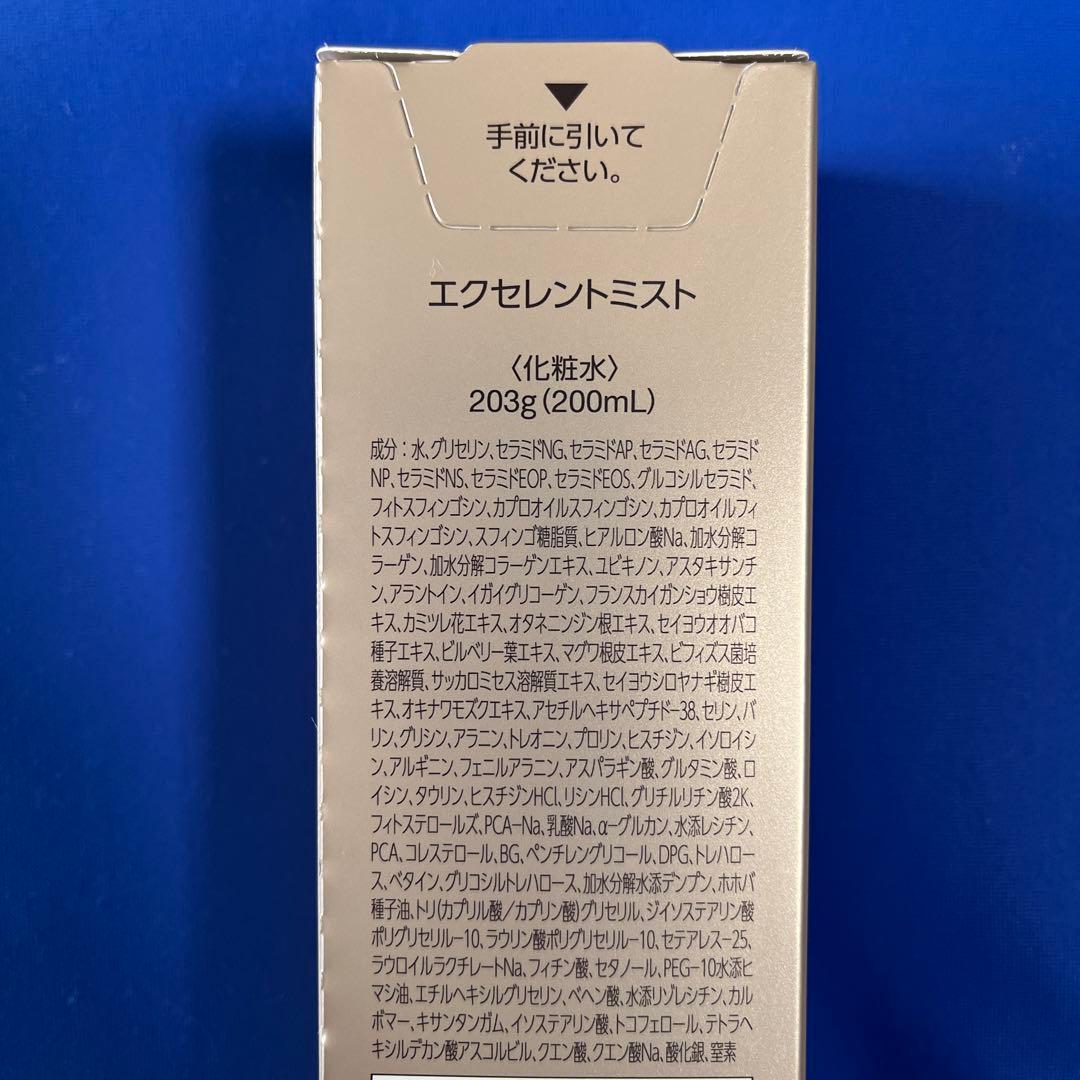 手前に引いて
ください。
エクセレントミスト
〈化粧水〉
203g(200mL)
成分：水、グリセリン、セラミドNG、セラミドAP、セラミドAG、セラミド
NP、セラミドNS、セラミドEOP、セラミドEOS、グルコシルセラミド、
フィトスフィンゴシン、カプロオイルスフィンゴシン、カプロオイルフィ
トスフィンゴシン、スフィンゴ糖脂質、ヒアルロン酸Na、加水分解コ
ラーゲン、加水分解コラーゲンエキス、ユビキノン、アスタキサンチ
ン、アラントイン、イガイグリコーゲン、フランスカイガンショウ樹皮エ
キス、カミツレ花エキス、オタネニンジン根エキス、セイヨウオオバコ
種子エキス、ビルベリー葉エキス、マグワ根皮エキス、ビフィズス菌培
養溶解質、サッカロミセス溶解質エキス、セイヨウシロヤナギ樹皮エ
キス、オキナワモズクエキス、アセチルヘキサペプチド-38、セリン、バ
リン、グリシン、アラニン、トレオニン、プロリン、ヒスチジン、イソロイシ
ン、アルギニン、フェニルアラニン、アスパラギン酸、グルタミン酸、ロ
イシン、タウリン、ヒスチジンHCl、リシンHCl、グリチルリチン酸2K、
フィトステロールズ、PCA-Na、乳酸Na、α-グルカン、水添レシチン、
PCA、コレステロール、BG、ペンチレングリコール、DPG、トレハロー
ス、ベタイン、グリコシルトレハロース、加水分解水添デンプン、ホホバ
種子油、トリ(カプリル酸/カプリン酸)グリセリル、ジイソステアリン酸
ポリグリセリル-10、ラウリン酸ポリグリセリル-10、セテアレス-25、
ラウロイルラクチレートNa、フィチン酸、セタノール、PEG-10水添ヒ
マシ油、エチルヘキシルグリセリン、ベヘン酸、水添リゾレシチン、カル
ボマー、キサンタンガム、イソステアリン酸、トコフェロール、テトラヘ
キシルデカン酸アスコルビル、クエン酸、クエン酸Na、酸化銀、窒素